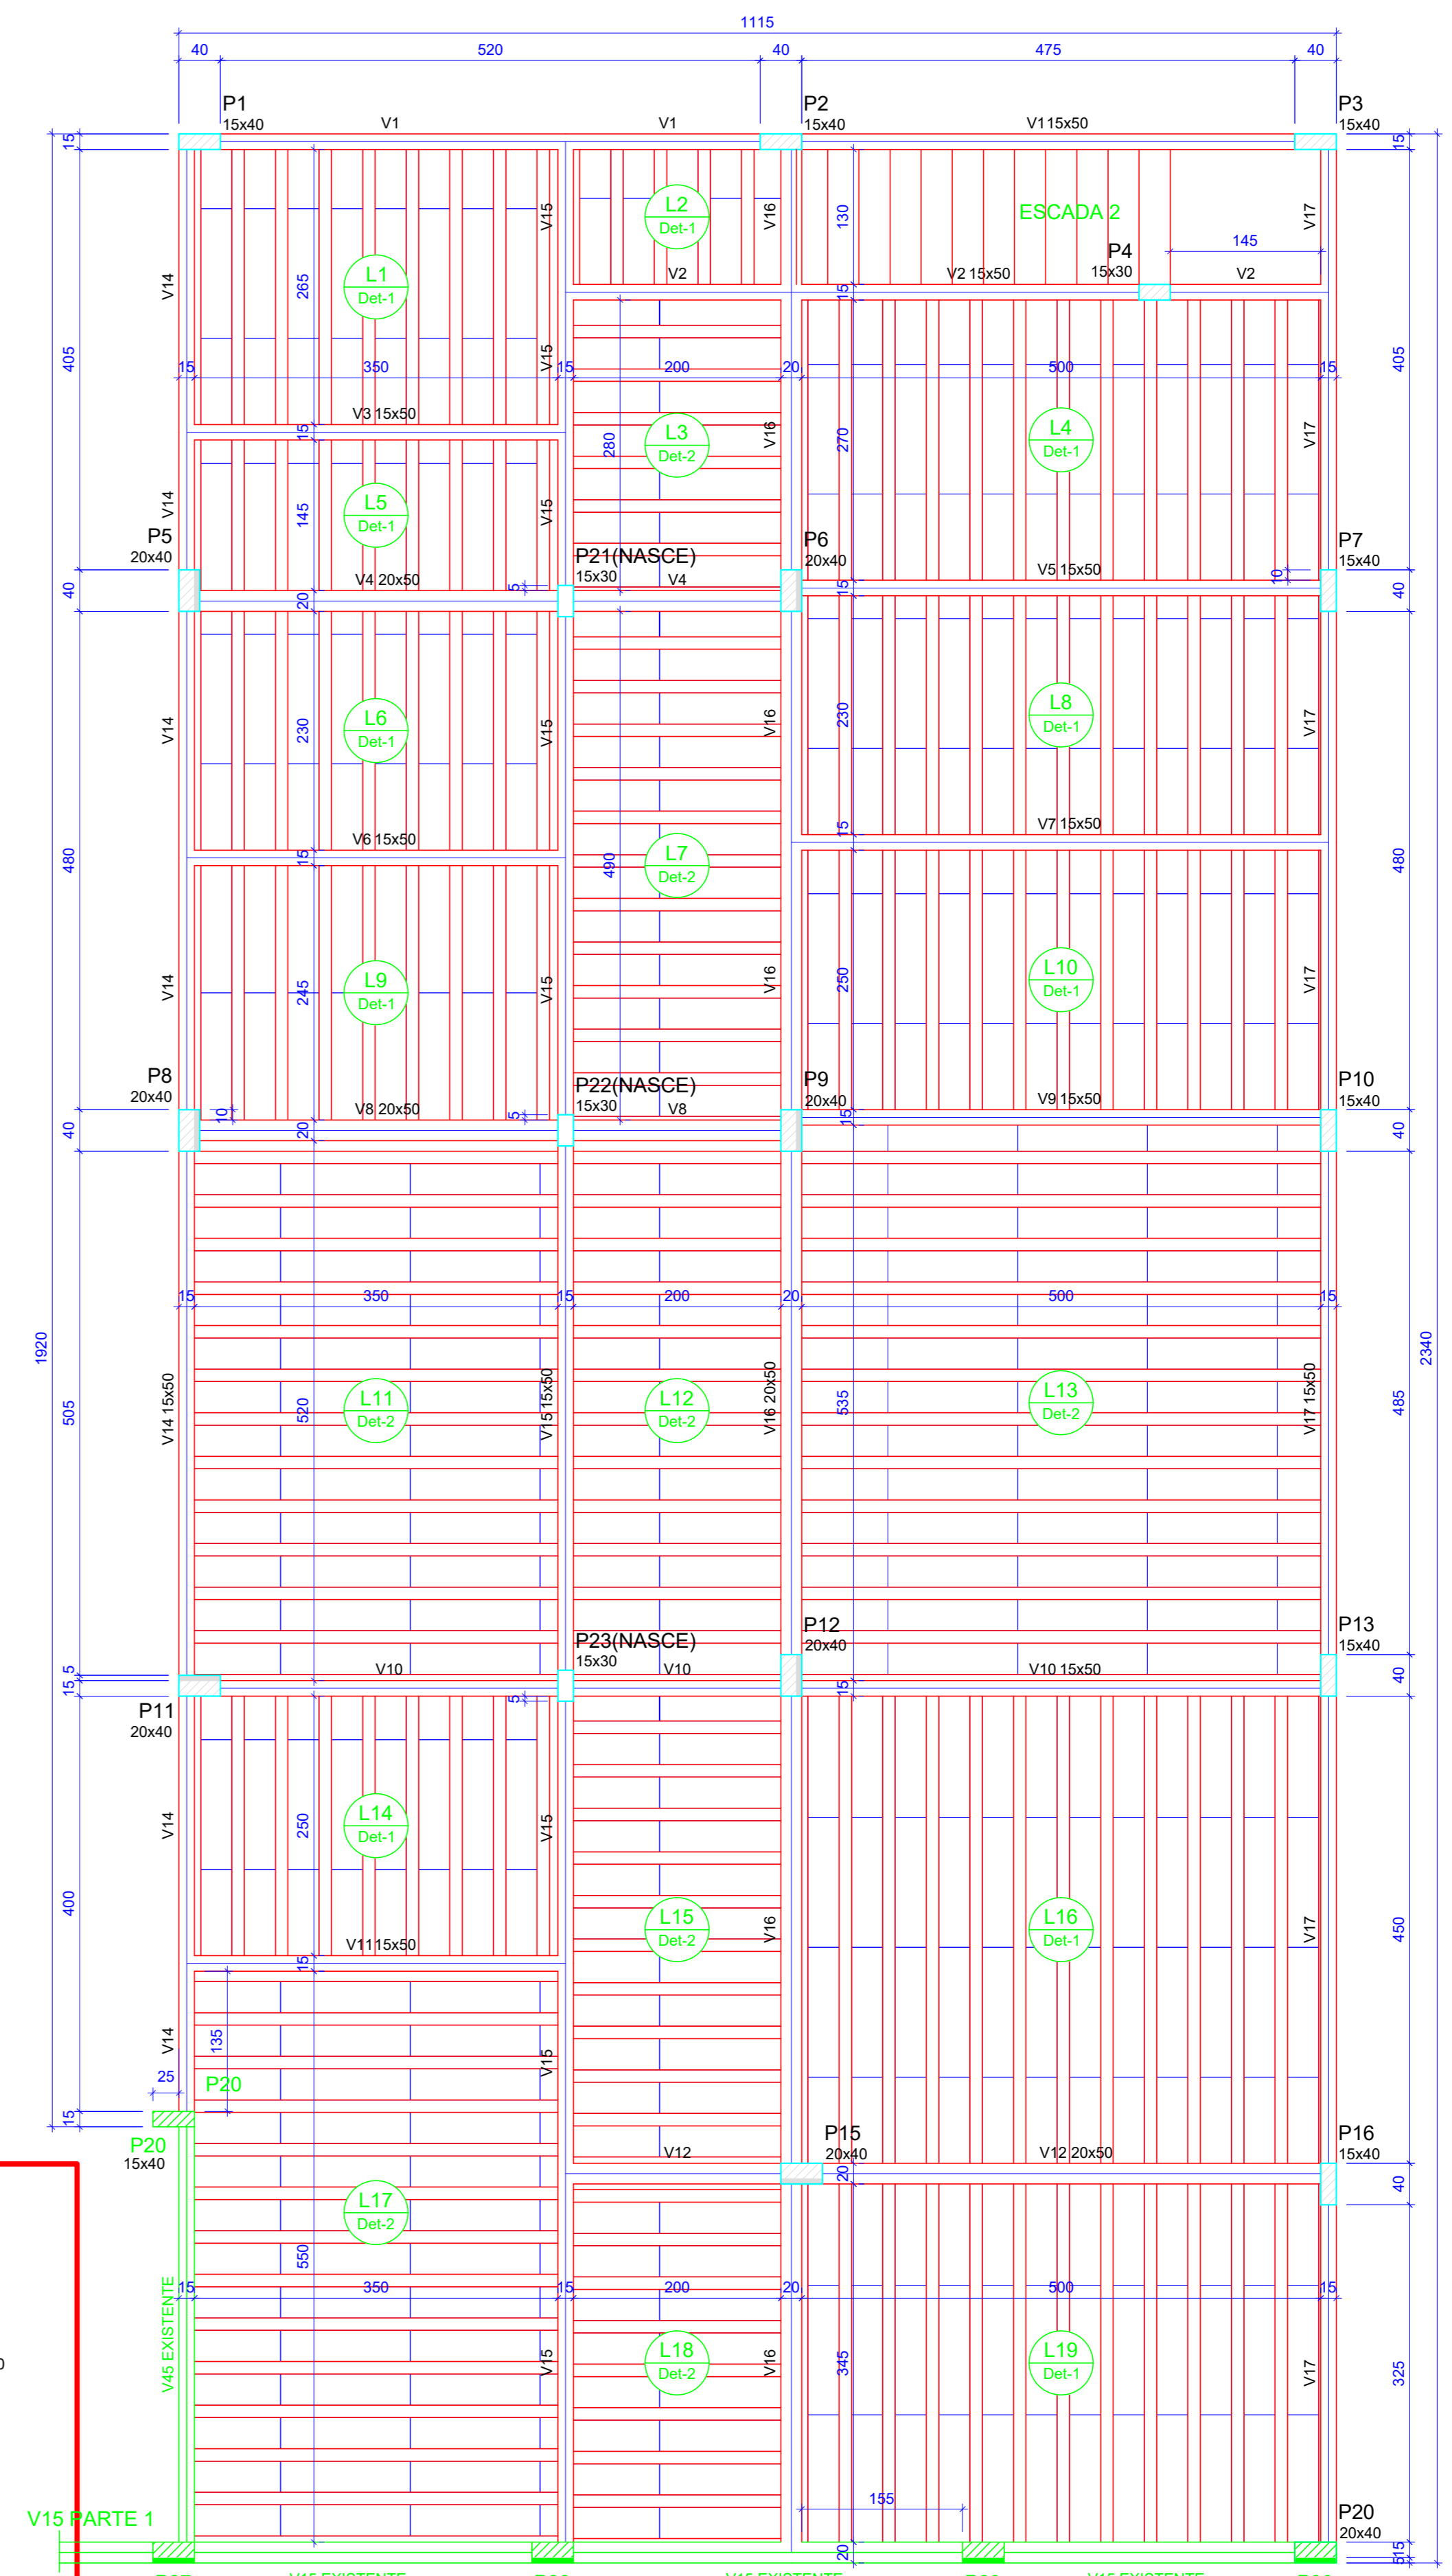 1115
40 520 40 475 40
P1 P2 P3
15x40 V1 V1 15x40 V1 15x50 15x40
15 15
L2
Det-1
V15 V16 130 ESCADA 2 V17
P4 145
L1
Det-1
V14 265 V2 V2 15x50 15x30 V2
15
405 V15 405
15 350 15 200 20 500 15
V3 15x50
15 280 L3
Det-2
V16 270 L4
Det-1
V17
V14 145 L5
Det-1
V15
P5
20x40
P21(NASCE)
15x30
P6
20x40
P7
15x40
V4 20x50 5 V4 V5 15x50 10
40 20 15 40
V14 230 L6
Det-1
V15 V16 230 L8
Det-1
V17
V6 15x50 15 V7 15x50
480 15 490 L7
Det-2
480
V14 245 L9
Det-1
V15 V16 250 L10
Det-1
V17
P8
20x40
P22(NASCE)
15x30
P9
20x40
P10
15x40
10 V8 20x50 5 V8 15 V9 15x50
40 20 40
15 350 15 200 20 500 15
1920 2340
505 V14 15x50 520 L11
Det-2
V15 15x50 L12
Det-2
V16 20x50 535 L13
Det-2
V17 15x50 485
P23(NASCE)
15x30
P12
20x40
P13
15x40
5 V10 V10 V10 15x50
15 5 15 40
P11
20x40
V14 250 L14
Det-1
V15
400 L15
Det-2
V16 L16
Det-1
V17 450
V11 15x50
15
V14 135 V15
25 P20
15
P20
15x40
V12 P15
20x40
V12 20x50 P16
15x40
20 40
L17
Det-2
550
15 350 15 200 20 500 15
V45 EXISTENTE
V15 L18
Det-2
V16 345 L19
Det-1
V17 325
155
V15 PARTE 1 P20
20x40
20 15
5
V15 EXISTENTE V15 EXISTENTE V15 EXISTENTE